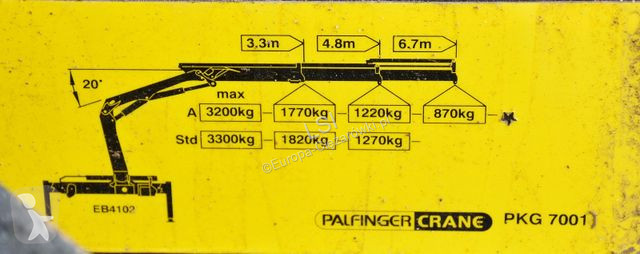 3.3m 4.8m 6.7m
20°
max
A 3200kg 1770kg 1220kg 870kg
Std 3300kg 1820kg 1270kg
EB4102
PALFINGER CRANE PKG 7001